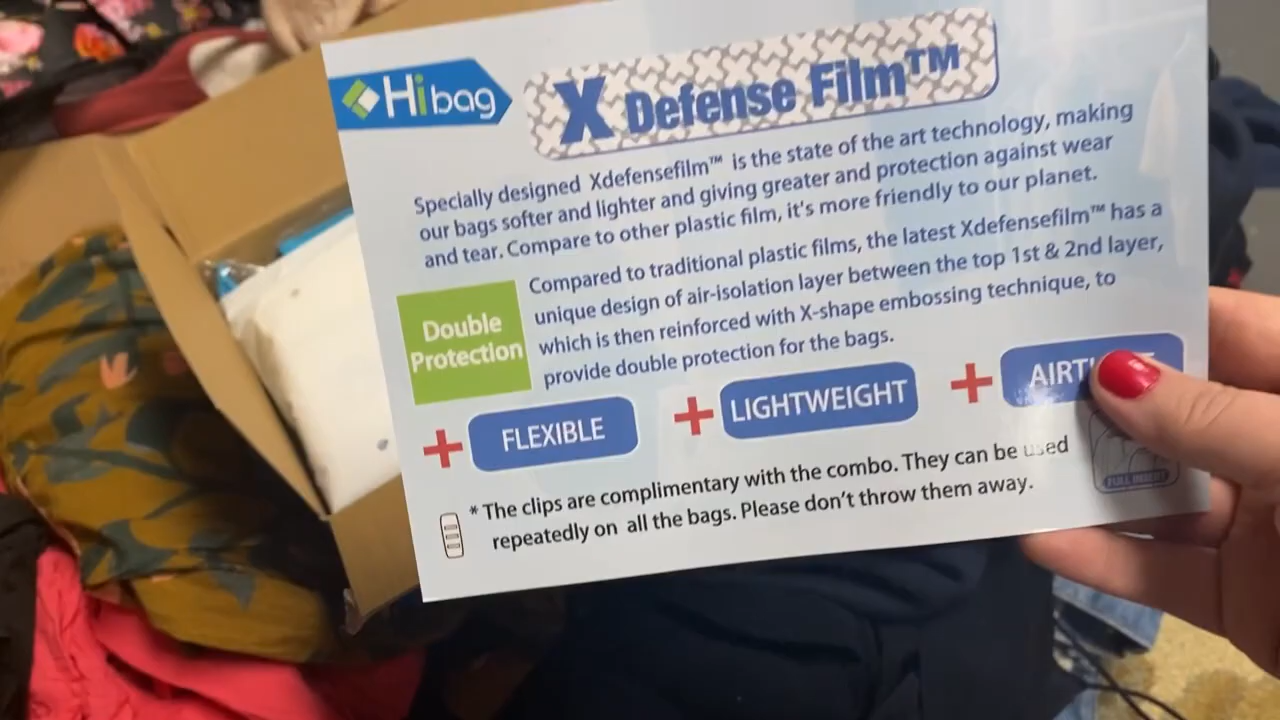 Hibag
X Defense Film™
Specially designed Xdefensefilm™ is the state of the art technology, making
our bags softer and lighter and giving greater and protection against wear
and tear. Compare to other plastic film, it's more friendly to our planet.
Double
Protection
Compared to traditional plastic films, the latest Xdefensefilm™ has a
unique design of air-isolation layer between the top 1st & 2nd layer,
which is then reinforced with X-shape embossing technique, to
provide double protection for the bags.
+ FLEXIBLE
+ LIGHTWEIGHT
+
* The clips are complimentary with the combo. They can be used
repeatedly on all the bags. Please don't throw them away.